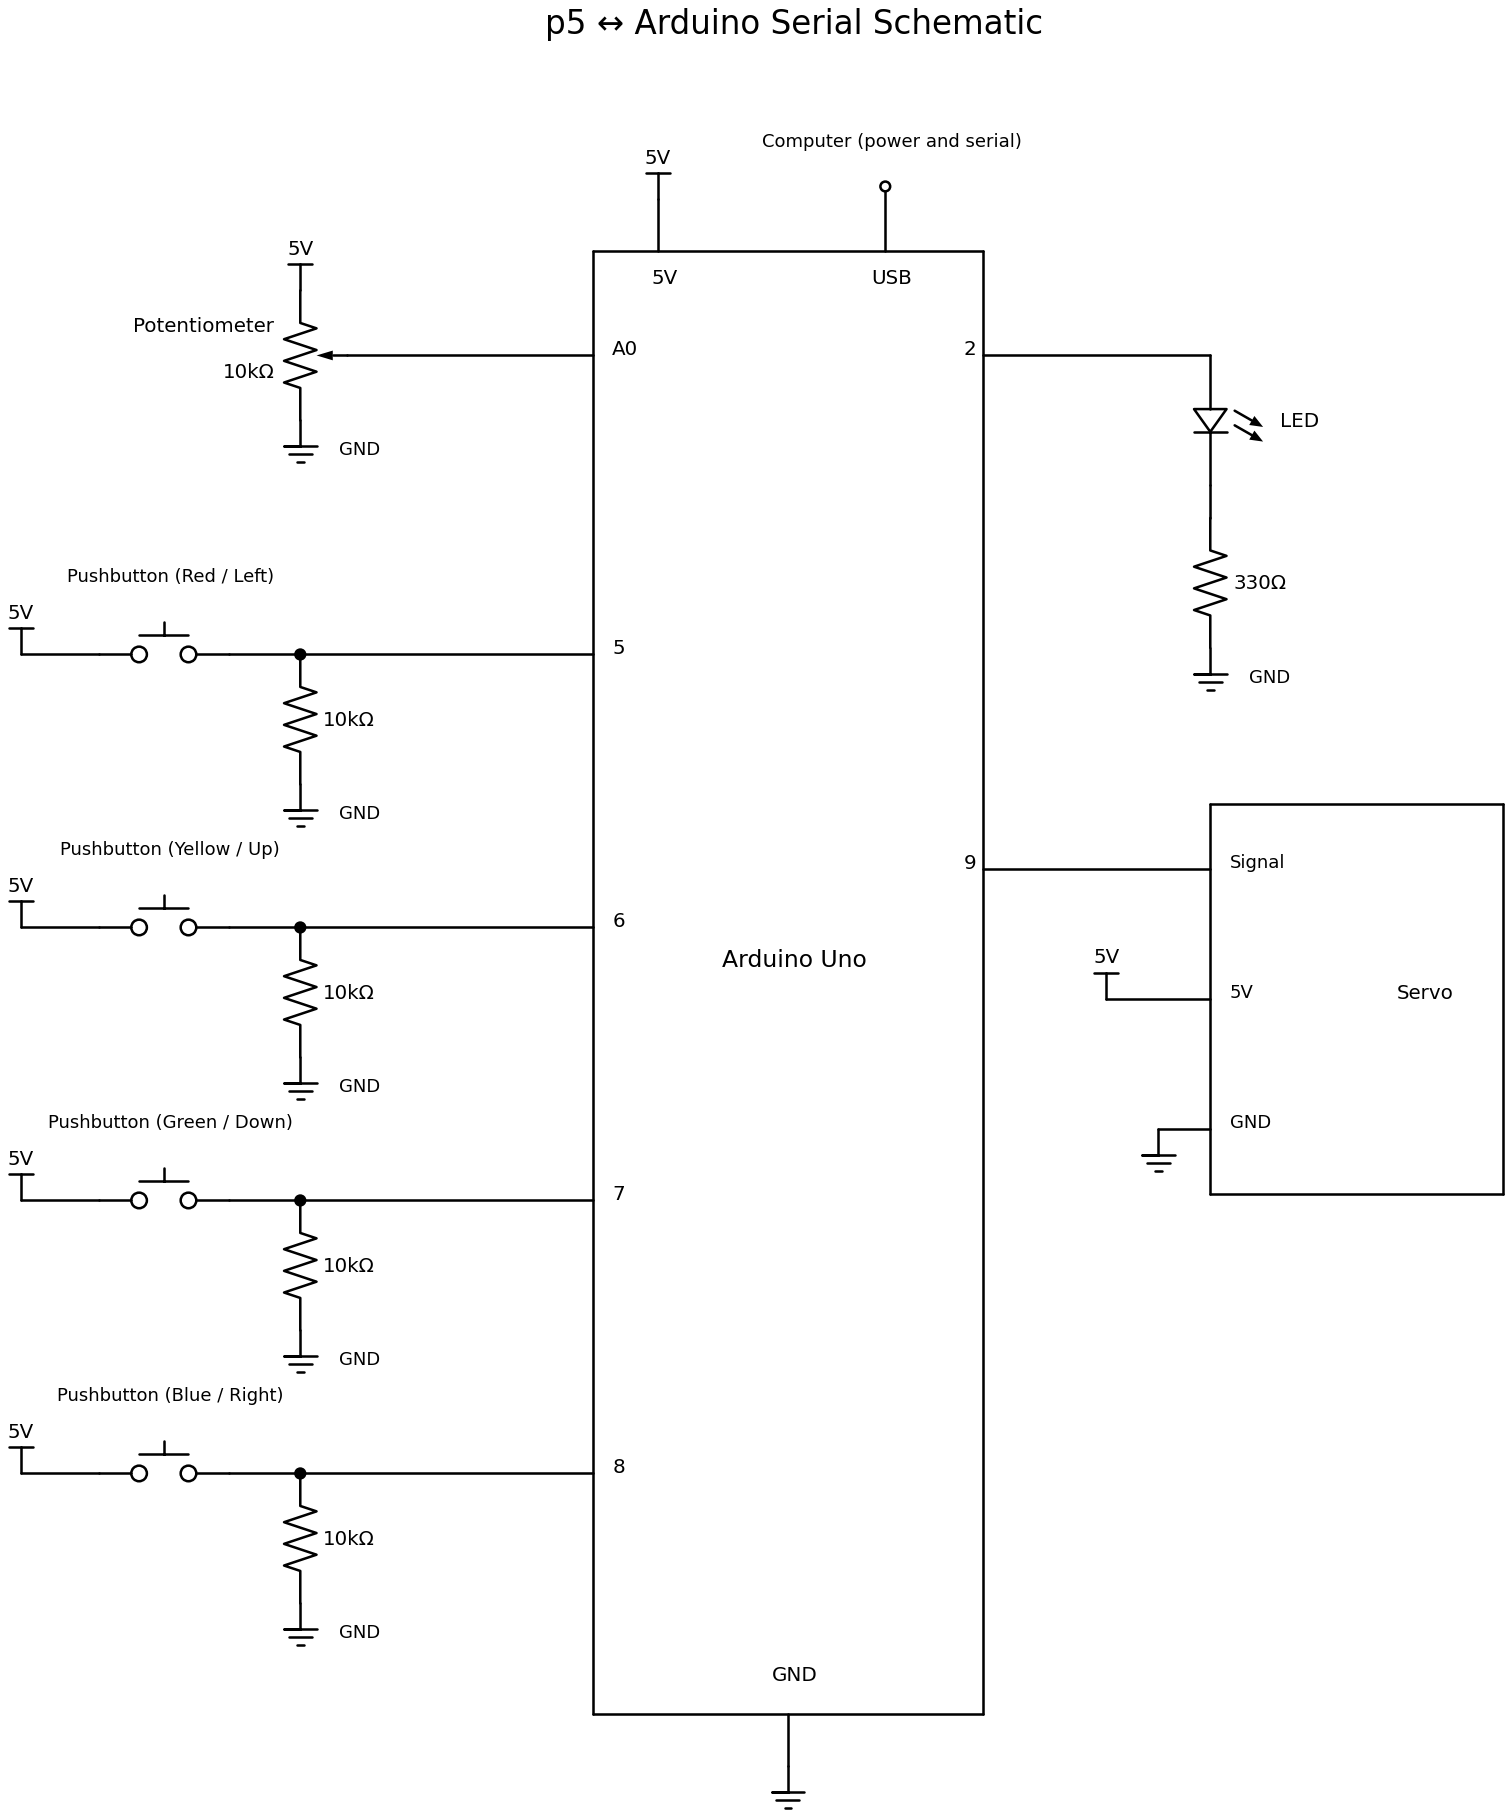 p5 ↔ Arduino Serial Schematic
Computer (power and serial)
5V
5V
5V
USB
Potentiometer
10kΩ
GND
A0
2
LED
330Ω
GND
Pushbutton (Red / Left)
5V
5
10kΩ
GND
Pushbutton (Yellow / Up)
5V
6
10kΩ
GND
9
Signal
Arduino Uno
5V
5V
Servo
GND
Pushbutton (Green / Down)
5V
7
10kΩ
GND
Pushbutton (Blue / Right)
5V
8
10kΩ
GND
GND